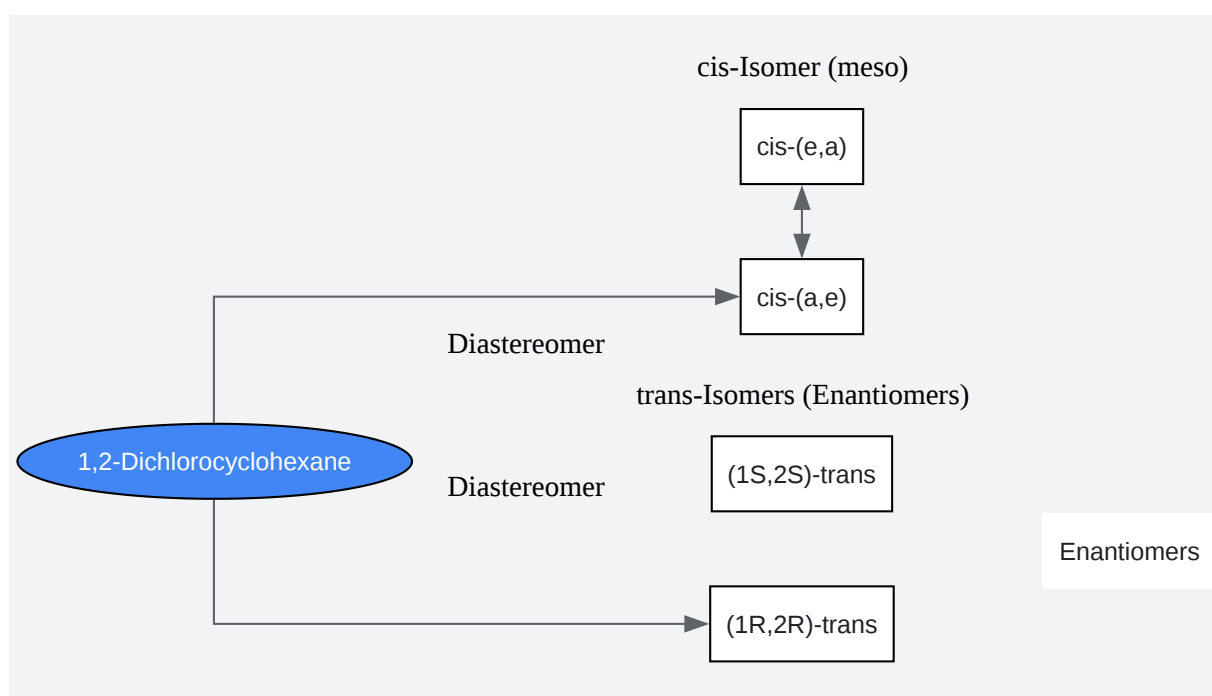 cis-Isomer (meso)
cis-(e,a)
cis-(a,e)
Diastereomer
trans-Isomers (Enantiomers)
1,2-Dichlorocyclohexane
(1S,2S)-trans
Diastereomer
Enantiomers
(1R,2R)-trans